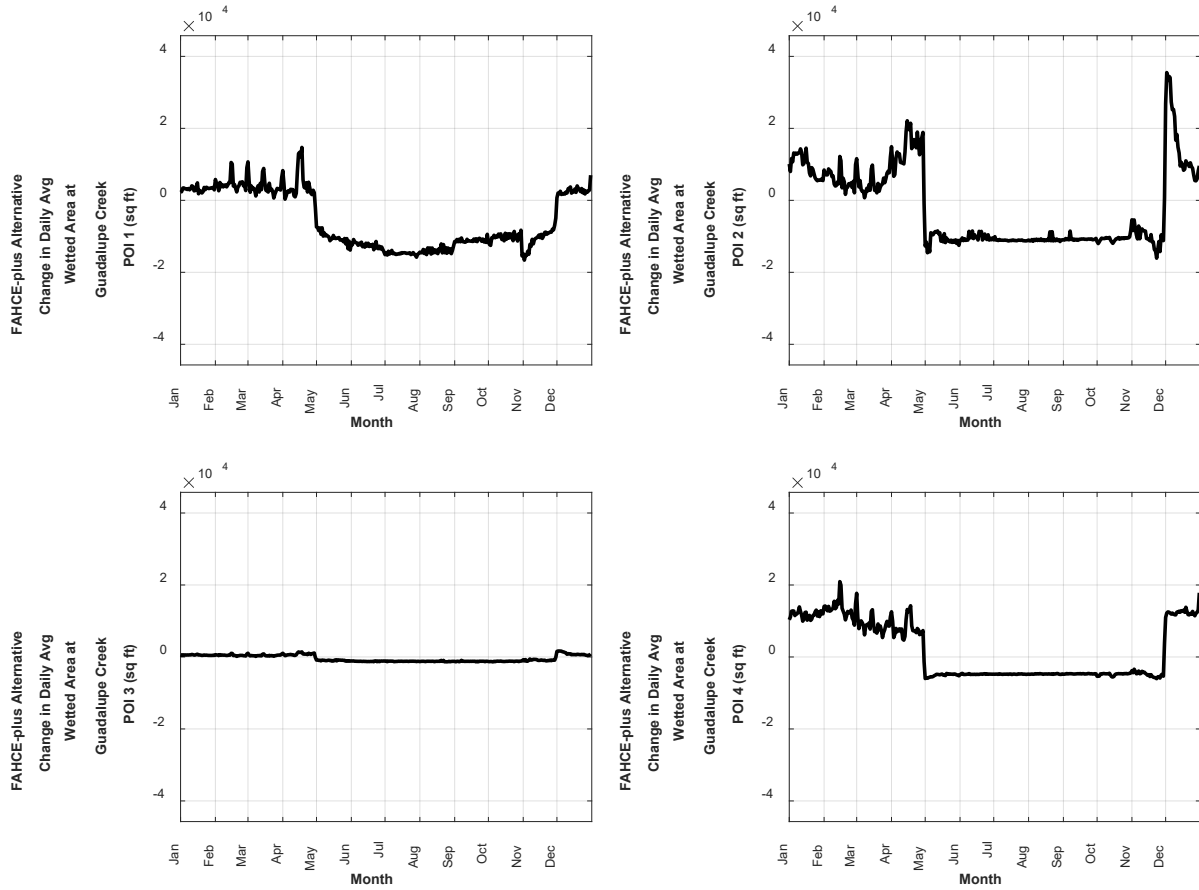 × 10 4
4
2
0
-2
-4
FAHCE-plus Alternative
Change in Daily Avg
Wetted Area at
Guadalupe Creek
POI 1 (sq ft)
Jan
Feb
Mar
Apr
May
Jun
Jul
Aug
Sep
Oct
Nov
Dec
Month
× 10 4
4
2
0
-2
-4
FAHCE-plus Alternative
Change in Daily Avg
Wetted Area at
Guadalupe Creek
POI 2 (sq ft)
Jan
Feb
Mar
Apr
May
Jun
Jul
Aug
Sep
Oct
Nov
Dec
Month
× 10 4
4
2
0
-2
-4
FAHCE-plus Alternative
Change in Daily Avg
Wetted Area at
Guadalupe Creek
POI 3 (sq ft)
Jan
Feb
Mar
Apr
May
Jun
Jul
Aug
Sep
Oct
Nov
Dec
Month
× 10 4
4
2
0
-2
-4
FAHCE-plus Alternative
Change in Daily Avg
Wetted Area at
Guadalupe Creek
POI 4 (sq ft)
Jan
Feb
Mar
Apr
May
Jun
Jul
Aug
Sep
Oct
Nov
Dec
Month